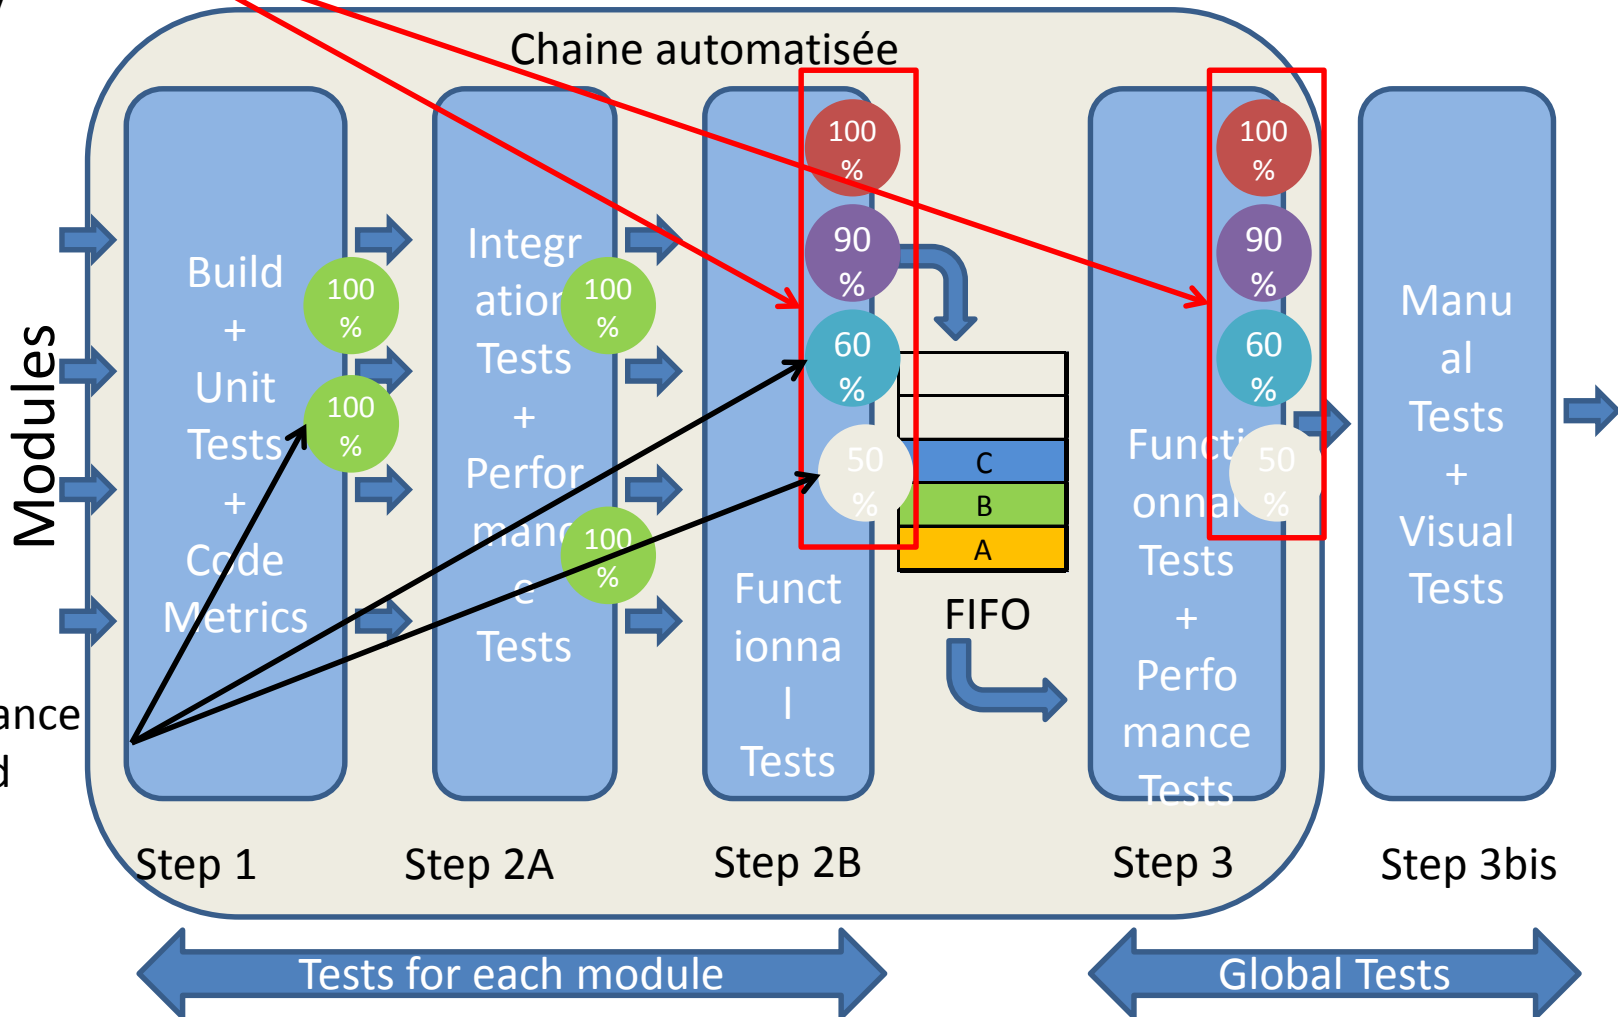 Chaine automatisée
Modules
Build
+
Unit
Tests
+
Code
Metrics
100
%
100
%
Integr
ation
Tests
+
Perfor
manc
e
Tests
100
%
100
%
100
%
90
%
60
%
50
%
Funct
ionna
l
Tests
C
B
A
FIFO
100
%
90
%
60
%
50
%
Functi
onnal
Tests
+
Perfo
mance
Tests
Manu
al
Tests
+
Visual
Tests
ance
d
Step 1
Step 2A
Step 2B
Step 3
Step 3bis
Tests for each module
Global Tests